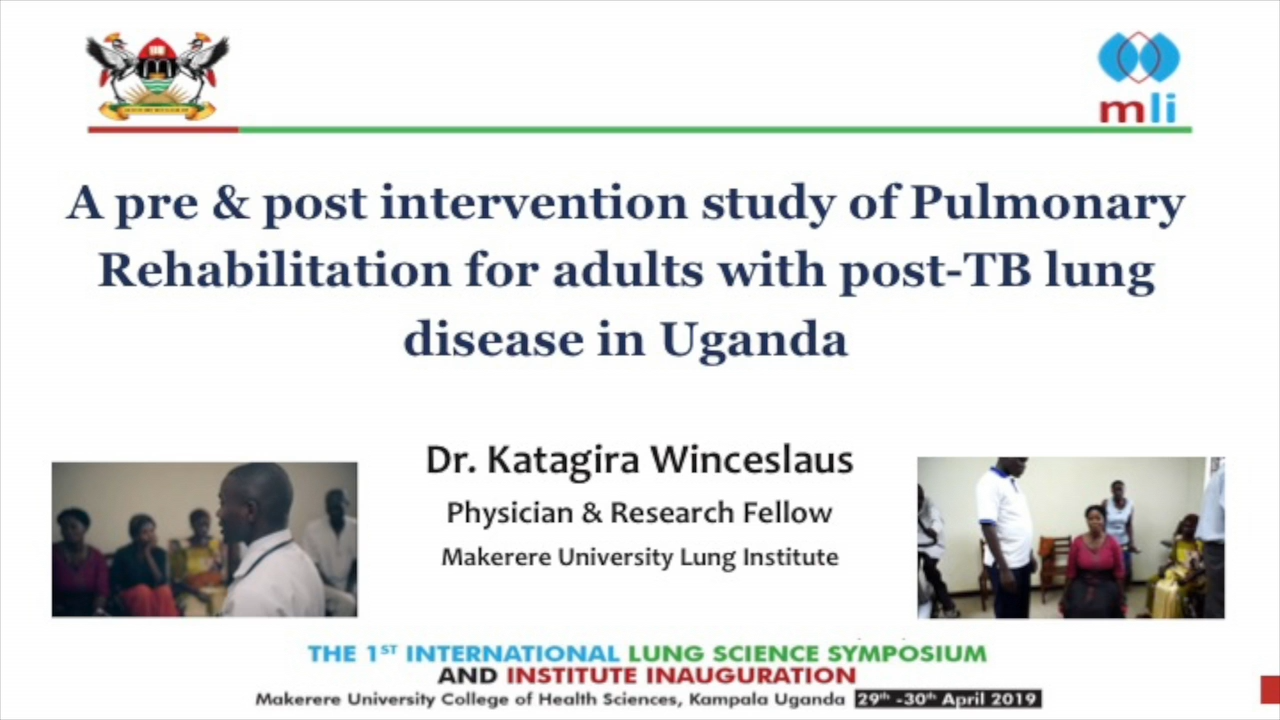 mli
A pre & post intervention study of Pulmonary
Rehabilitation for adults with post-TB lung
disease in Uganda
Dr. Katagira Winceslaus
Physician & Research Fellow
Makerere University Lung Institute
THE 1ST INTERNATIONAL LUNG SCIENCE SYMPOSIUM
AND INSTITUTE INAUGURATION
Makerere University College of Health Sciences, Kampala Uganda 29th -30th April 2019